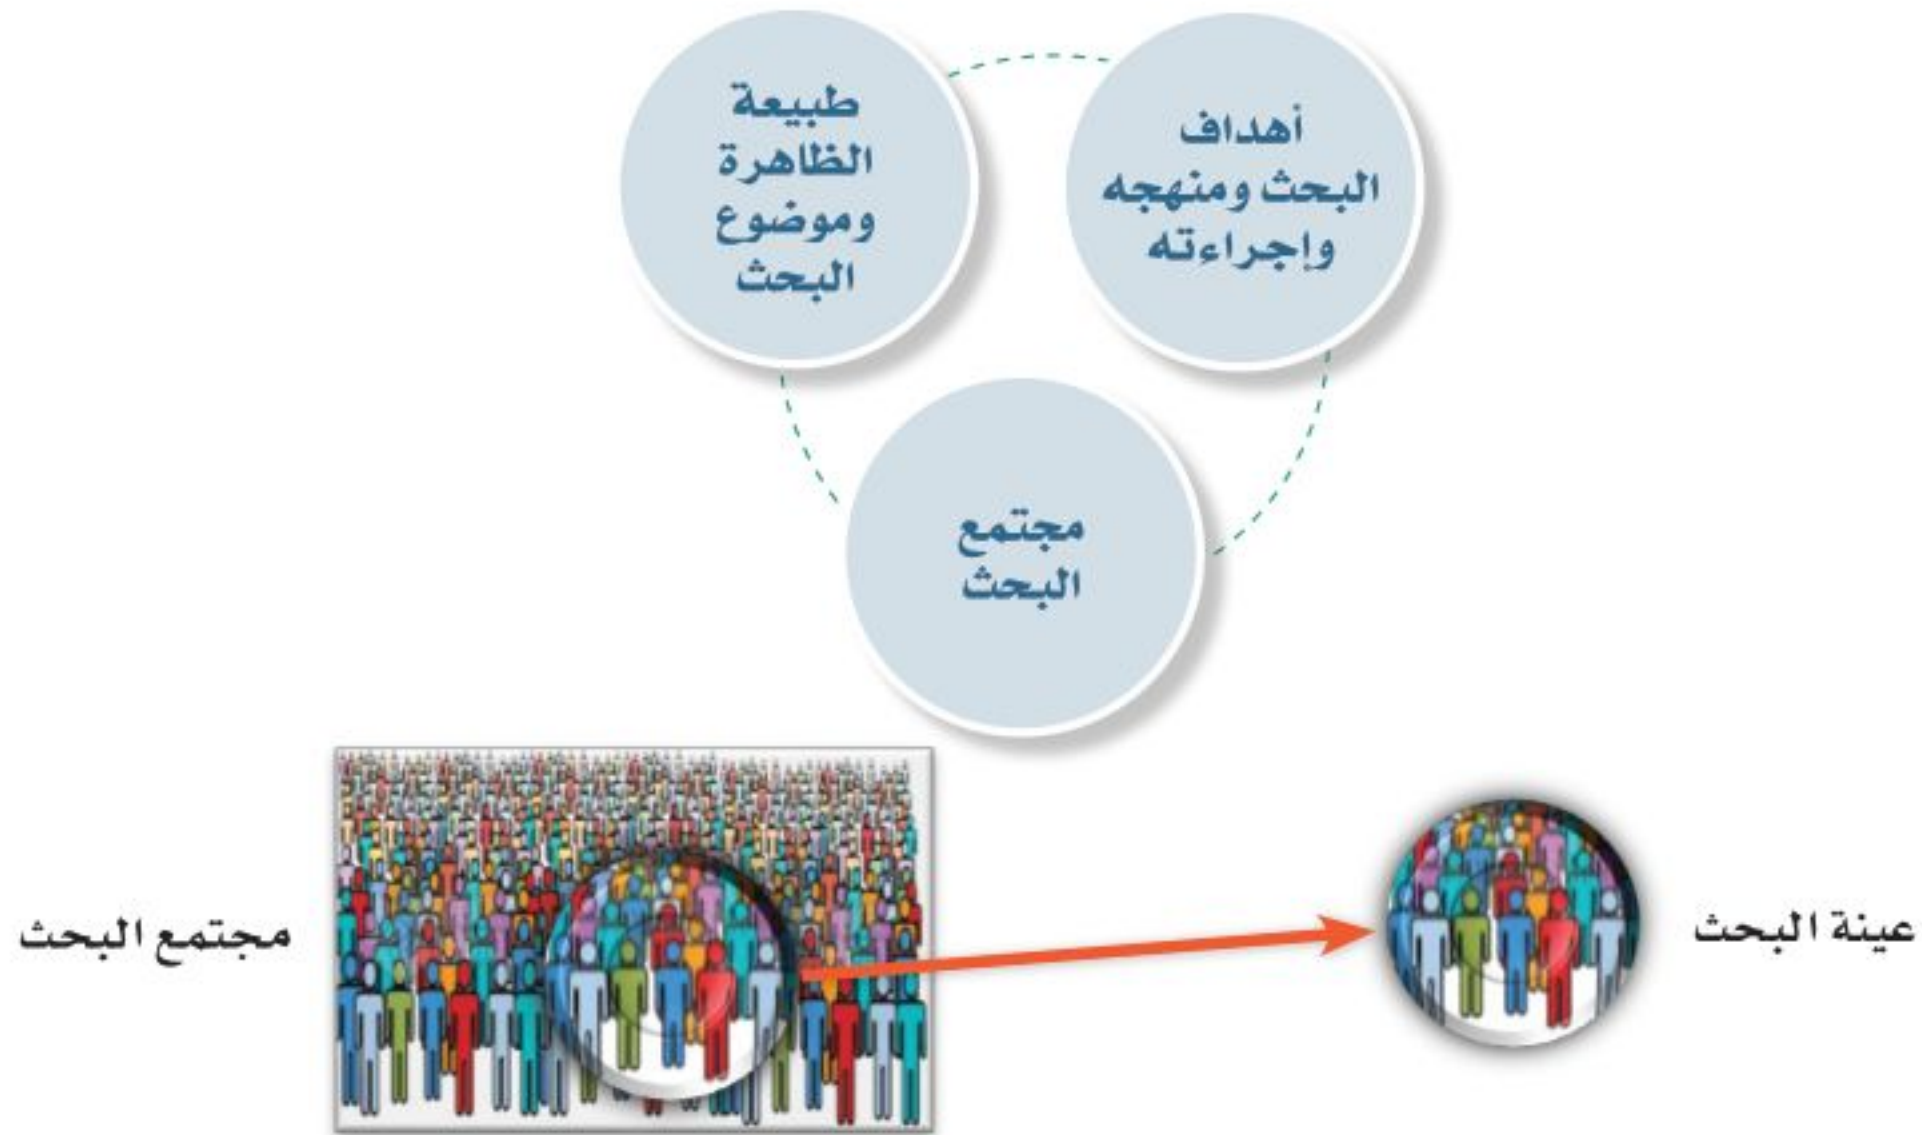 أهداف
البحث ومنهجه
وإجراءته
طبيعة
الظاهرة
وموضوع
البحث
مجتمع
البحث
عينة البحث
مجتمع البحث